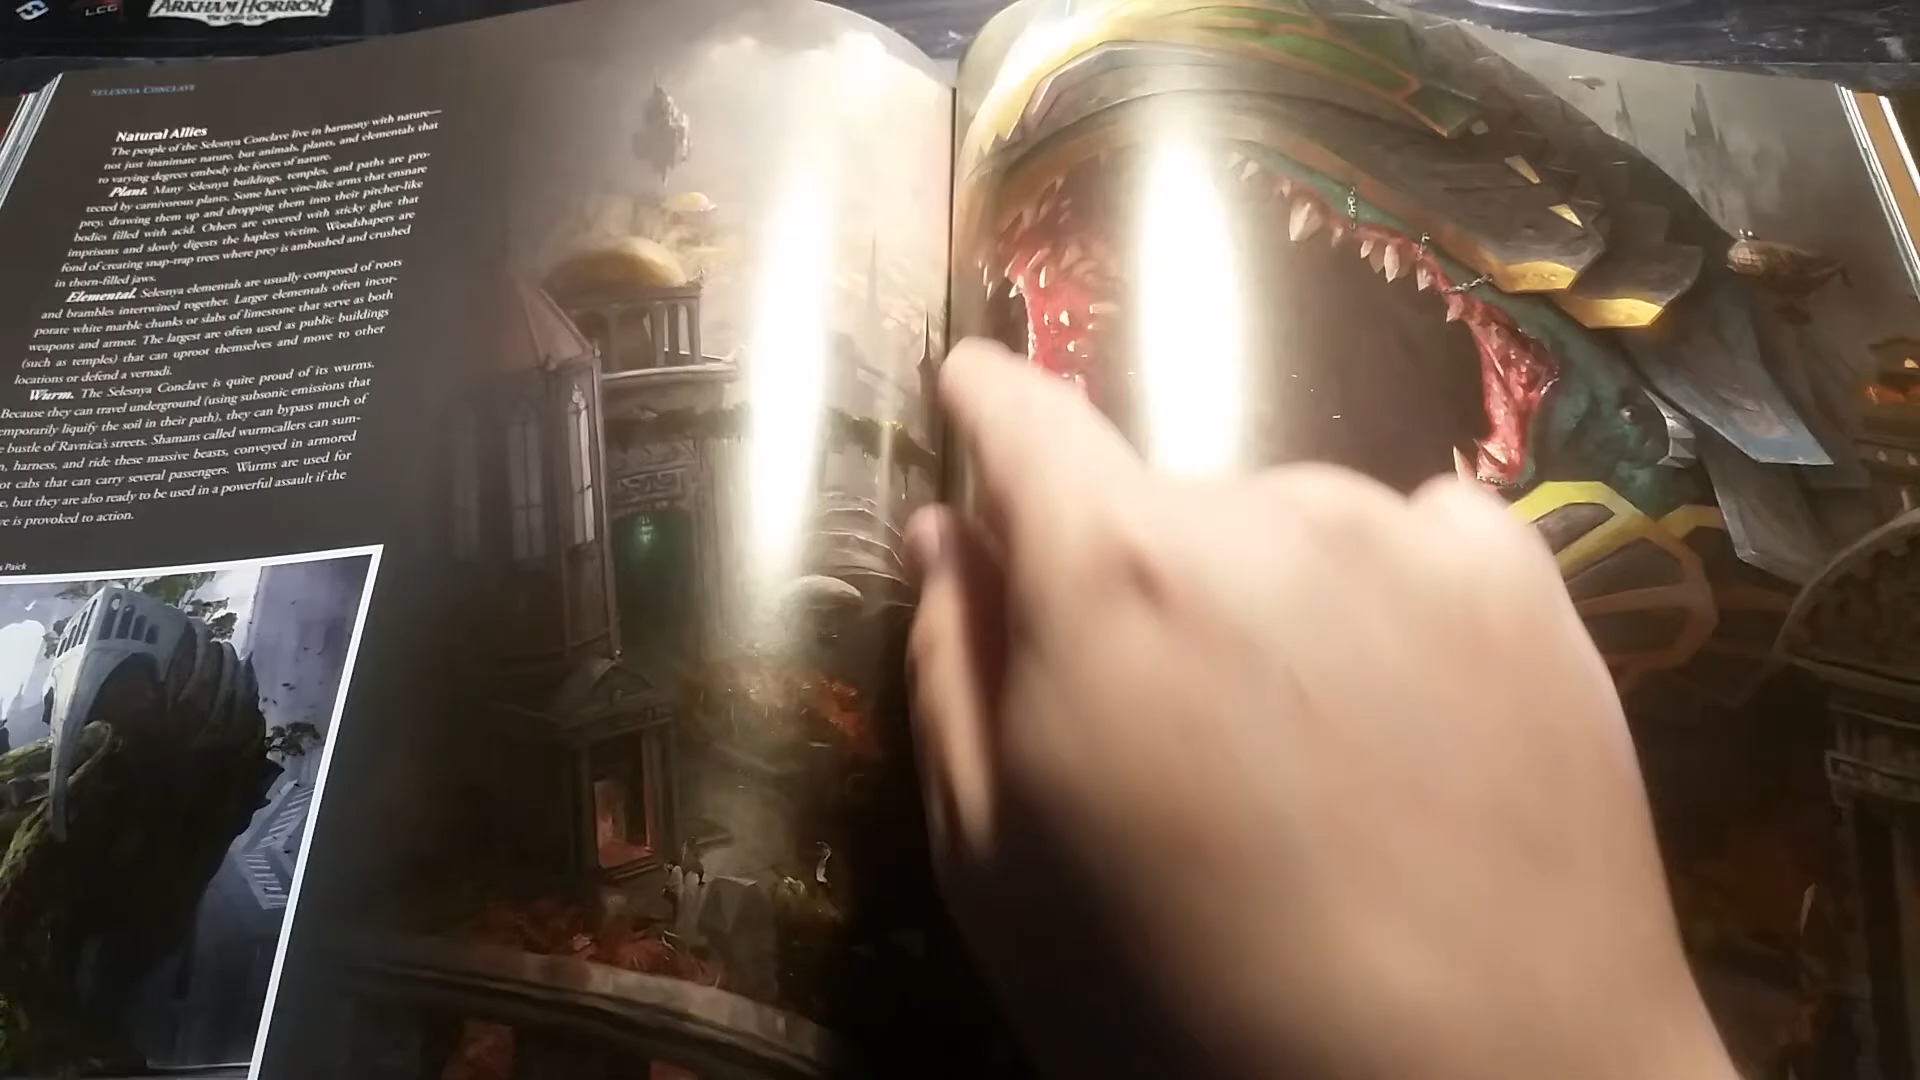 LCG
ARKHAM HORROR
THE CARD GAME
SELESNYA CONCLAVE
Natural Allies
The people of the Selesnya Conclave live in harmony with nature—
not just inanimate nature, but animals, plants, and elementals that
to varying degrees embody the forces of nature.
Plant. Many Selesnya buildings, temples, and paths are pro-
tected by carnivorous plants. Some have vine-like arms that ensnare
prey, drawing them up and dropping them into their pitcher-like
bodies filled with acid. Others are covered with sticky glue that
imprisons and slowly digests the hapless victim. Woodshapers are
fond of creating snap-trap trees where prey is ambushed and crushed
in thorn-filled jaws.
Elemental. Selesnya elementals are usually composed of roots
and brambles intertwined together. Larger elementals often incor-
porate white marble chunks or slabs of limestone that serve as both
weapons and armor. The largest are often used as public buildings
(such as temples) that can uproot themselves and move to other
locations or defend a vernadi.
Wurm. The Selesnya Conclave is quite proud of its wurms.
Because they can travel underground (using subsonic emissions that
emporarily liquify the soil in their path), they can bypass much of
e bustle of Ravnica's streets. Shamans called wurmcallers can sum-
n, harness, and ride these massive beasts, conveyed in armored
ot cabs that can carry several passengers. Wurms are used for
e, but they are also ready to be used in a powerful assault if the
ve is provoked to action.
s Paick